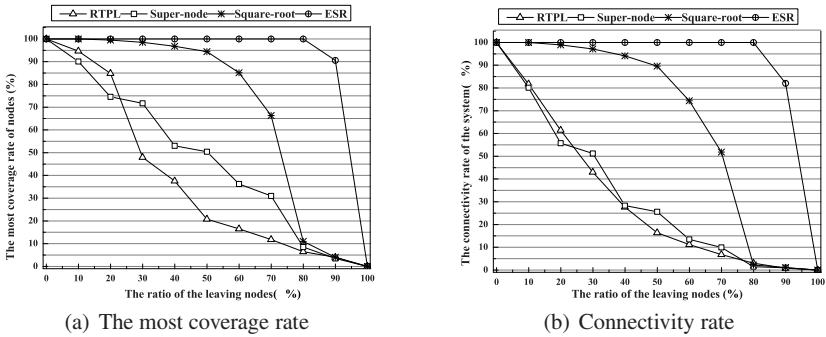 RTPL Super-node Square-root ESR
The most coverage rate of nodes (%)
100
90
80
70
60
50
40
30
20
10
0
0 10 20 30 40 50 60 70 80 90 100
The ratio of the leaving nodes( %)
(a) The most coverage rate
RTPL Super-node Square-root ESR
The connectivity rate of the system( %)
100
90
80
70
60
50
40
30
20
10
0
0 10 20 30 40 50 60 70 80 90 100
The ratio of the leaving nodes (%)
(b) Connectivity rate